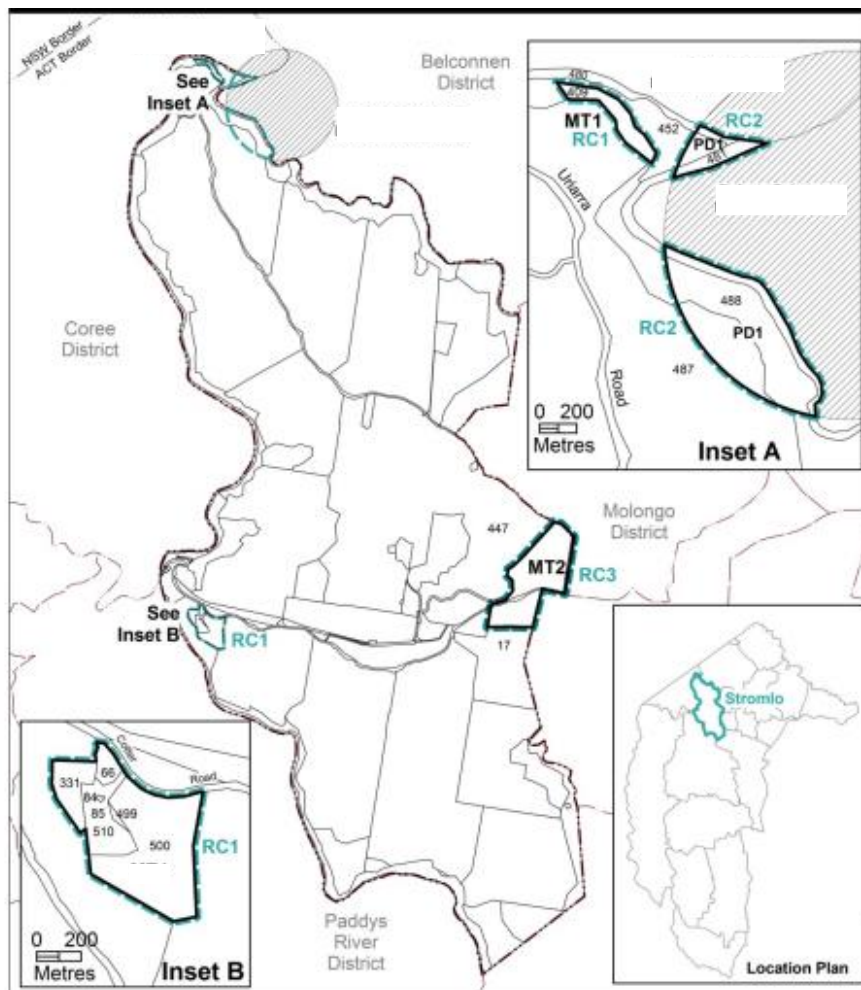 NSW Border
ACT Border
Belconnen
District
See
Inset A
Coree
District
447
Molongo
District
MT2
RC3
See
Inset B
RC1
17
Paddys
River
District
480
409
MT1
RC1
452
RC2
PD1
481
Uriarra
Road
488
RC2
PD1
487
0 200
Metres
Inset A
Stromlo
Location Plan
Cotter
Road
331
66
84
85
499
510
500
RC1
0 200
Metres
Inset B